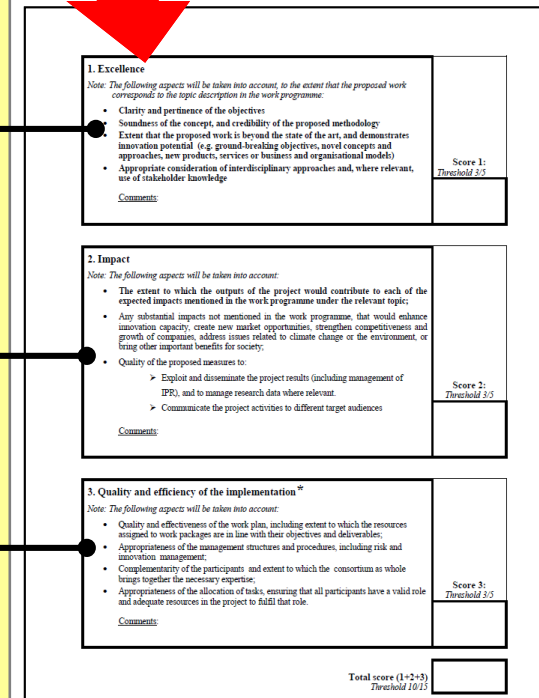 1. Excellence
Note: The following aspects will be taken into account, to the extent that the proposed work
corresponds to the topic description in the work programme:
• Clarity and pertinence of the objectives
• Soundness of the concept, and credibility of the proposed methodology
• Extent that the proposed work is beyond the state of the art, and demonstrates
innovation potential (e.g. ground-breaking objectives, novel concepts and
approaches, new products, services or business and organisational models)
• Appropriate consideration of interdisciplinary approaches and, where relevant,
use of stakeholder knowledge
Comments:
Score 1:
Threshold 3/5
2. Impact
Note: The following aspects will be taken into account:
• The extent to which the outputs of the project would contribute to each of the
expected impacts mentioned in the work programme under the relevant topic;
• Any substantial impacts not mentioned in the work programme, that would enhance
innovation capacity, create new market opportunities, strengthen competitiveness and
growth of companies, address issues related to climate change or the environment, or
bring other important benefits for society;
• Quality of the proposed measures to:
➢ Exploit and disseminate the project results (including management of
IPR), and to manage research data where relevant.
➢ Communicate the project activities to different target audiences
Comments:
Score 2:
Threshold 3/5
3. Quality and efficiency of the implementation*
Note: The following aspects will be taken into account:
• Quality and effectiveness of the work plan, including extent to which the resources
assigned to work packages are in line with their objectives and deliverables;
• Appropriateness of the management structures and procedures, including risk and
innovation management;
• Complementarity of the participants and extent to which the consortium as whole
brings together the necessary expertise;
• Appropriateness of the allocation of tasks, ensuring that all participants have a valid role
and adequate resources in the project to fulfil that role.
Comments:
Score 3:
Threshold 3/5
Total score (1+2+3)
Threshold 10/15